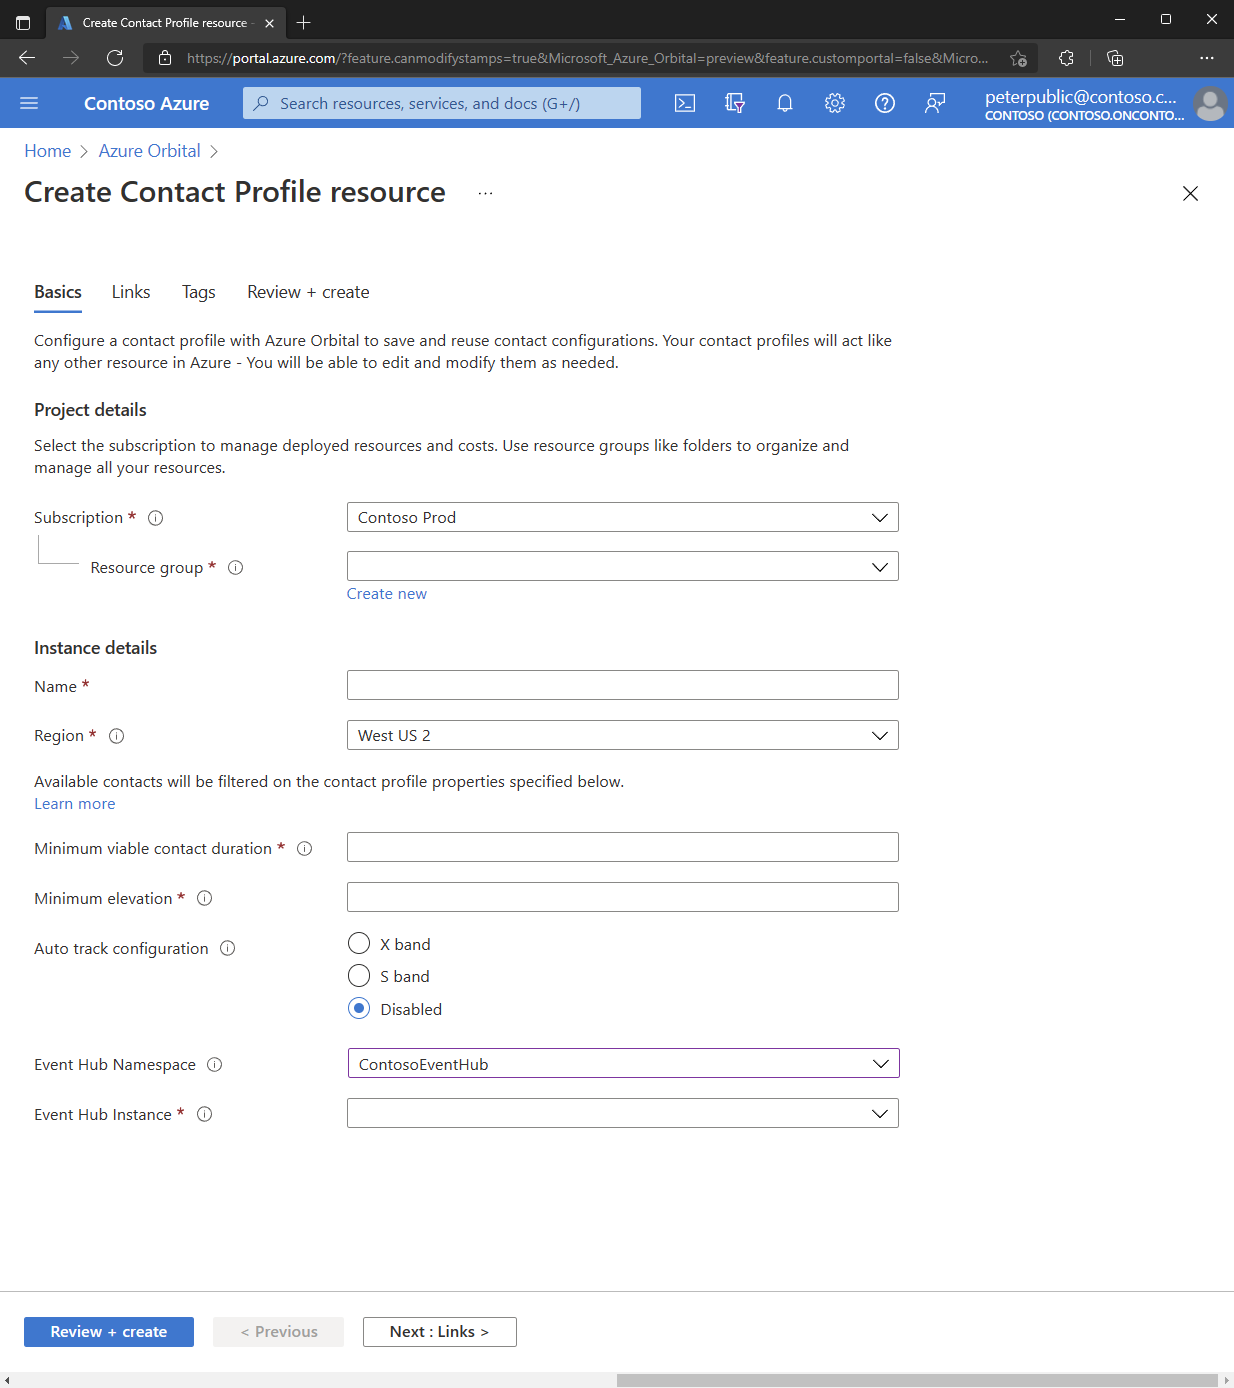 Create Contact Profile resource -
https://portal.azure.com/?feature.canmodifystamps=true&Microsoft_Azure_Orbital=preview&feature.customportal=false&Micro...
Contoso Azure
Search resources, services, and docs (G+/)
peterpublic@contoso.c...
CONTOSO (CONTOSO.ONCONTO...
Home > Azure Orbital >
Create Contact Profile resource ...
Basics Links Tags Review + create
Configure a contact profile with Azure Orbital to save and reuse contact configurations. Your contact profiles will act like
any other resource in Azure - You will be able to edit and modify them as needed.
Project details
Select the subscription to manage deployed resources and costs. Use resource groups like folders to organize and
manage all your resources.
Subscription * Contoso Prod
Resource group *
Create new
Instance details
Name *
Region * West US 2
Available contacts will be filtered on the contact profile properties specified below.
Learn more
Minimum viable contact duration *
Minimum elevation *
Auto track configuration X band
S band
Disabled
Event Hub Namespace ContosoEventHub
Event Hub Instance *
Review + create < Previous Next : Links >